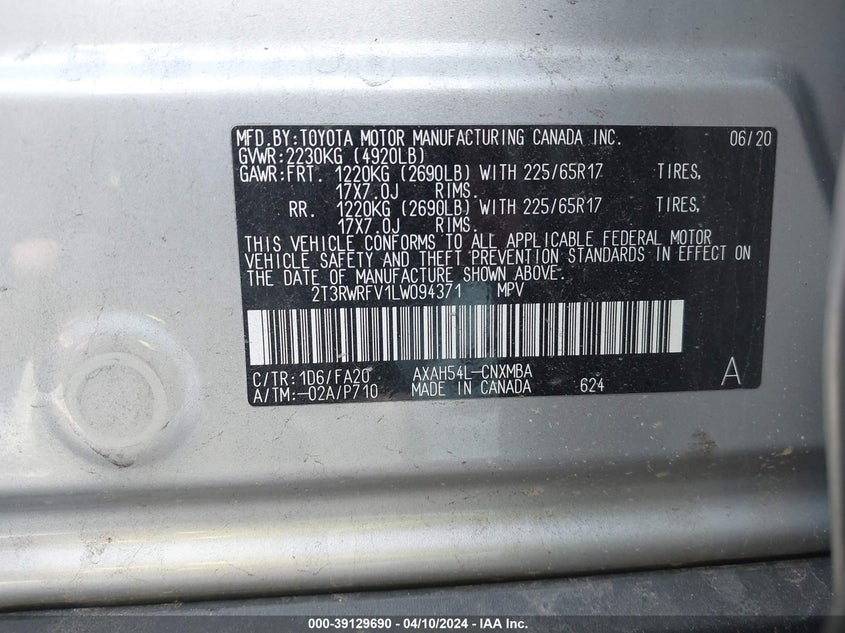 MFD.BY:TOYOTA MOTOR MANUFACTURING CANADA INC. 06/20
GVWR:2230KG (4920LB)
GAWR:FRT. 1220KG (2690LB) WITH 225/65R17 TIRES,
17X7.0J RIMS.
RR. 1220KG (2690LB) WITH 225/65R17 TIRES,
17X7.0J RIMS.
THIS VEHICLE CONFORMS TO ALL APPLICABLE FEDERAL MOTOR
VEHICLE SAFETY AND THEFT PREVENTION STANDARDS IN EFFECT ON
THE DATE OF MANUFACTURE SHOWN ABOVE.
2T3RWRFV1LW094371 MPV
C/TR:1D6/FA20 AXAH54L-CNXMBA
A/TM:-02A/P710 MADE IN CANADA 624 A
000-39129690 - 04/10/2024 - IAA Inc.